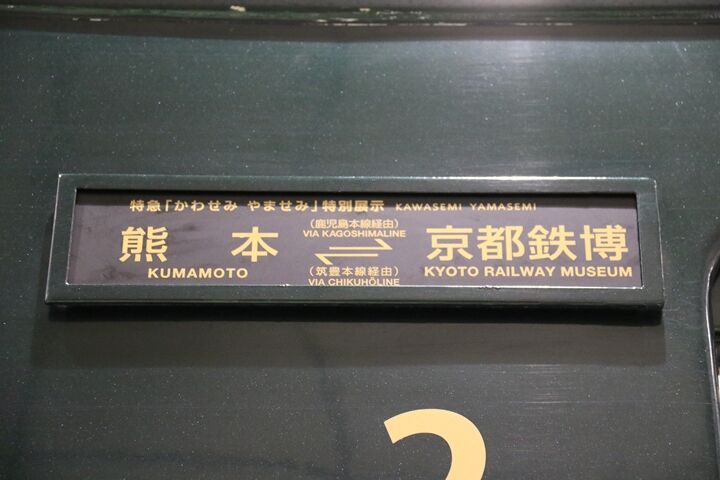 特急「かわせみ やませみ」特別展示 KAWASEMI YAMASEMI
熊本
KUMAMOTO
(鹿児島本線経由)
VIA KAGOSHIMALINE
(筑豊本線経由)
VIA CHIKUHŌLINE
京都鉄博
KYOTO RAILWAY MUSEUM
2